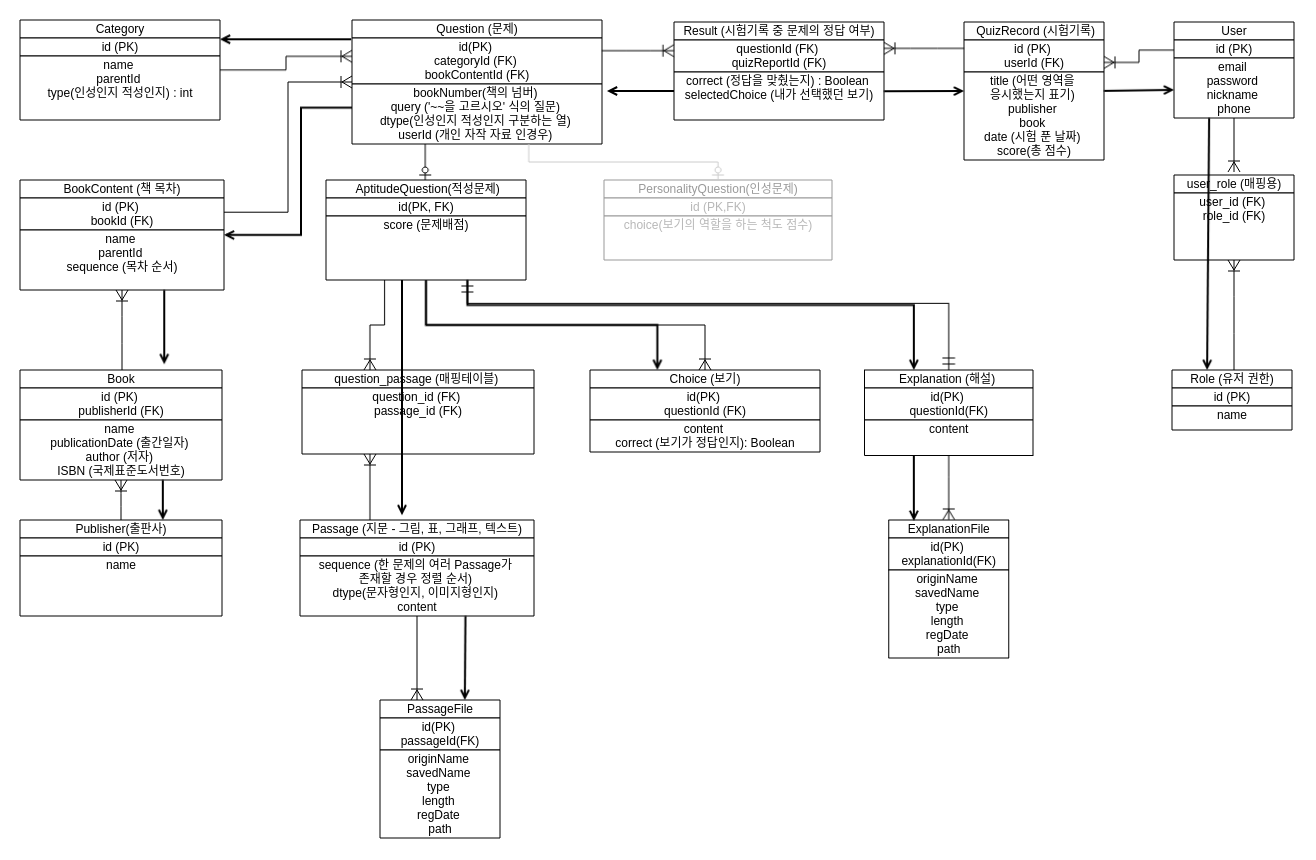 Category
id (PK)
name
parentId
type(인성인지 적성인지) : int
Question (문제)
id(PK)
categoryId (FK)
bookContentId (FK)
bookNumber(책의 넘버)
query ('~~을 고르시오' 식의 질문)
dtype(인성인지 적성인지 구분하는 열)
userId (개인 자작 자료 인경우)
Result (시험기록 중 문제의 정답 여부)
questionId (FK)
quizReportId (FK)
correct (정답을 맞췄는지) : Boolean
selectedChoice (내가 선택했던 보기)
QuizRecord (시험기록)
id (PK)
userId (FK)
title (어떤 영역을
응시했는지 표기)
publisher
book
date (시험 푼 날짜)
score(총 점수)
User
id (PK)
email
password
nickname
phone
BookContent (책 목차)
id (PK)
bookId (FK)
name
parentId
sequence (목차 순서)
AptitudeQuestion(적성문제)
id(PK, FK)
score (문제배점)
PersonalityQuestion(인성문제)
id (PK,FK)
choice(보기의 역할을 하는 척도 점수)
user_role (매핑용)
user_id (FK)
role_id (FK)
Book
id (PK)
publisherId (FK)
name
publicationDate (출간일자)
author (저자)
ISBN (국제표준도서번호)
question_passage (매핑테이블)
question_id (FK)
passage_id (FK)
Choice (보기)
id(PK)
questionId (FK)
content
correct (보기가 정답인지): Boolean
Explanation (해설)
id(PK)
questionId(FK)
content
Role (유저 권한)
id (PK)
name
Publisher(출판사)
id (PK)
name
Passage (지문 - 그림, 표, 그래프, 텍스트)
id (PK)
sequence (한 문제의 여러 Passage가
존재할 경우 정렬 순서)
dtype(문자형인지, 이미지형인지)
content
ExplanationFile
id(PK)
explanationId(FK)
originName
savedName
type
length
regDate
path
PassageFile
id(PK)
passageId(FK)
originName
savedName
type
length
regDate
path